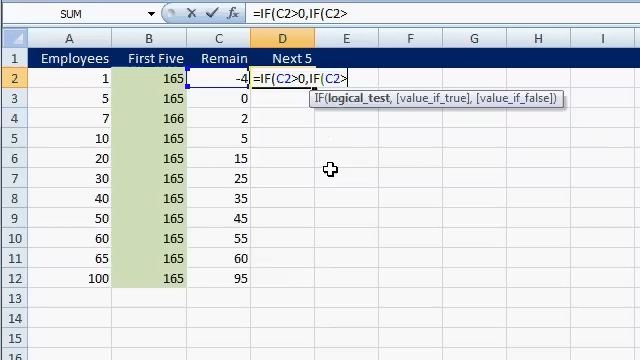 SUM =IF(C2>0,IF(C2>
A B C D E F G H I
1 Employees First Five Remain Next 5
2 1 165 -4 =IF(C2>0,IF(C2>
3 5 165 0 IF(logical_test, [value_if_true], [value_if_false])
4 7 166 2
5 10 165 5
6 20 165 15
7 30 165 25
8 40 165 35
9 50 165 45
10 60 165 55
11 65 165 60
12 100 165 95
13
14
15